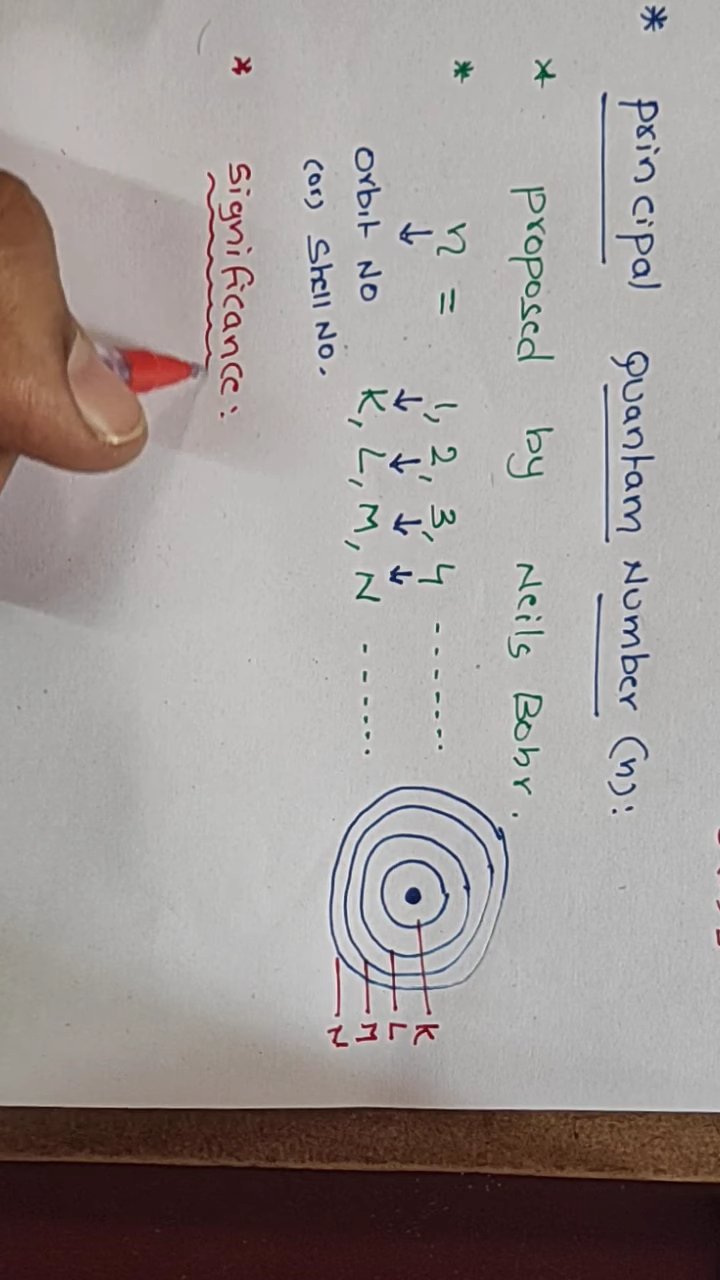 * Principal Quantam Number (n):
* Proposed by Neils Bohr.
* n = 1, 2, 3, 4 -------
↓ ↓ ↓ ↓ ↓
Orbit No K, L, M, N -------
(or) Shell No.
K
L
M
N
* Significance: